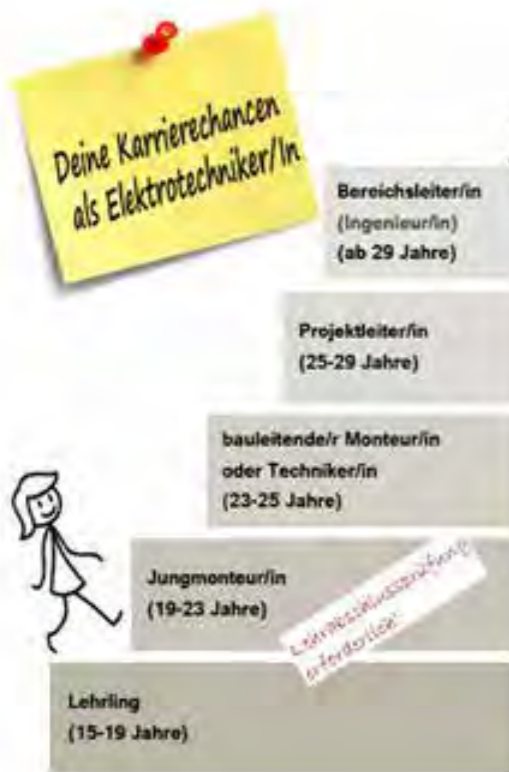 Deine Karrierechancen
als Elektrotechniker/In
Bereichsleiter/in
(Ingenieur/in)
(ab 29 Jahre)
Projektleiter/in
(25-29 Jahre)
bauleitende/r Monteur/in
oder Techniker/in
(23-25 Jahre)
Jungmonteur/in
(19-23 Jahre)
Lehrabschlussprüfung
erforderlich!
Lehrling
(15-19 Jahre)